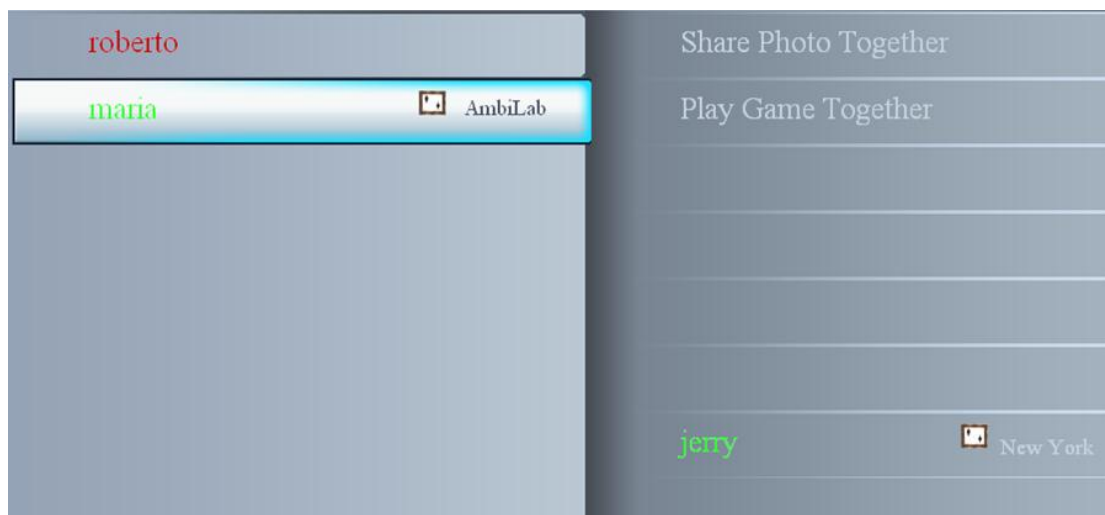 roberto
maria AmbiLab
Share Photo Together
Play Game Together
jerry New York